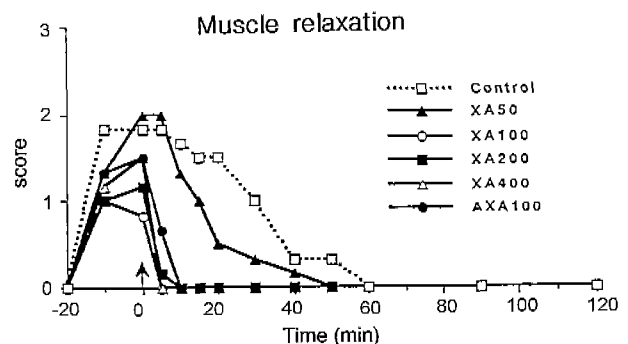 Muscle relaxation
3
2
1
0
score
Control
XA50
XA100
XA200
XA400
AXA100
-20 0 20 40 60 80 100 120
Time (min)